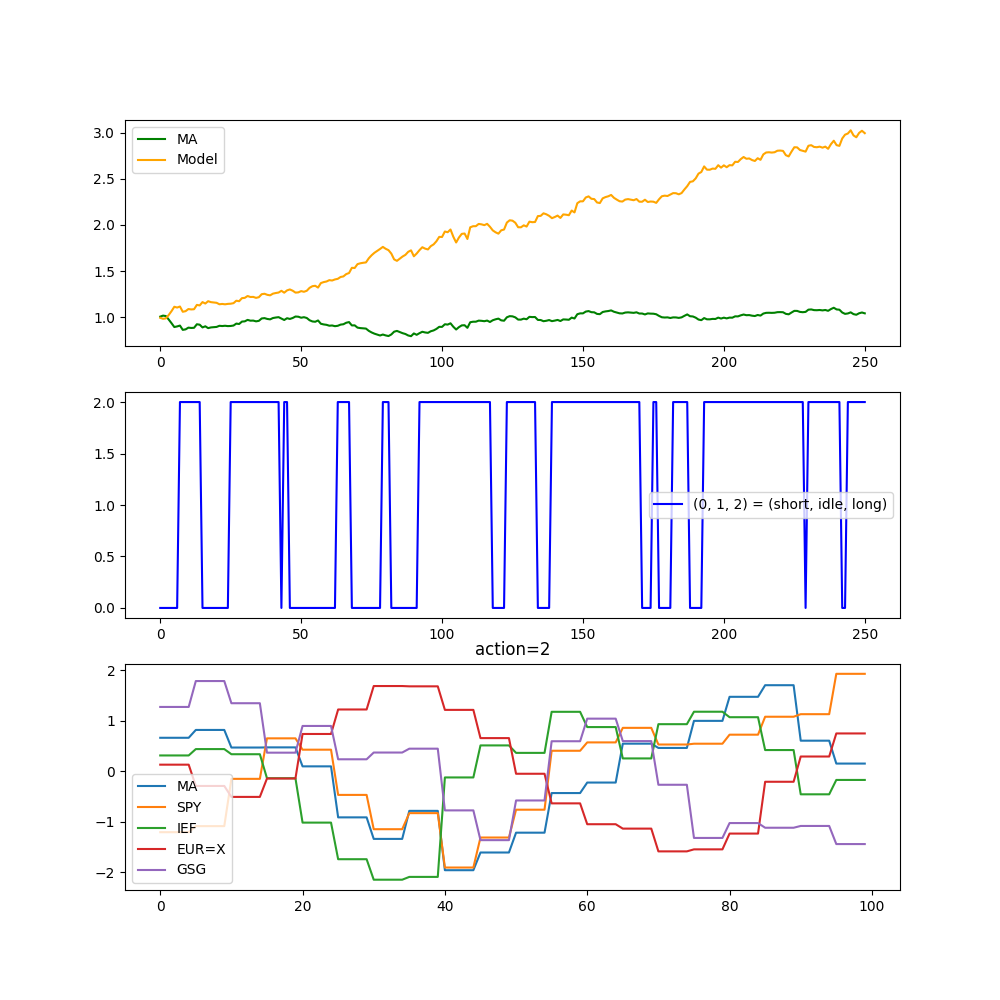 3.0
2.5
2.0
1.5
1.0
MA
Model
0 50 100 150 200 250
2.0
1.5
1.0
0.5
0.0
(0, 1, 2) = (short, idle, long)
0 50 100 150 200 250
action=2
2
1
0
−1
−2
MA
SPY
IEF
EUR=X
GSG
0 20 40 60 80 100